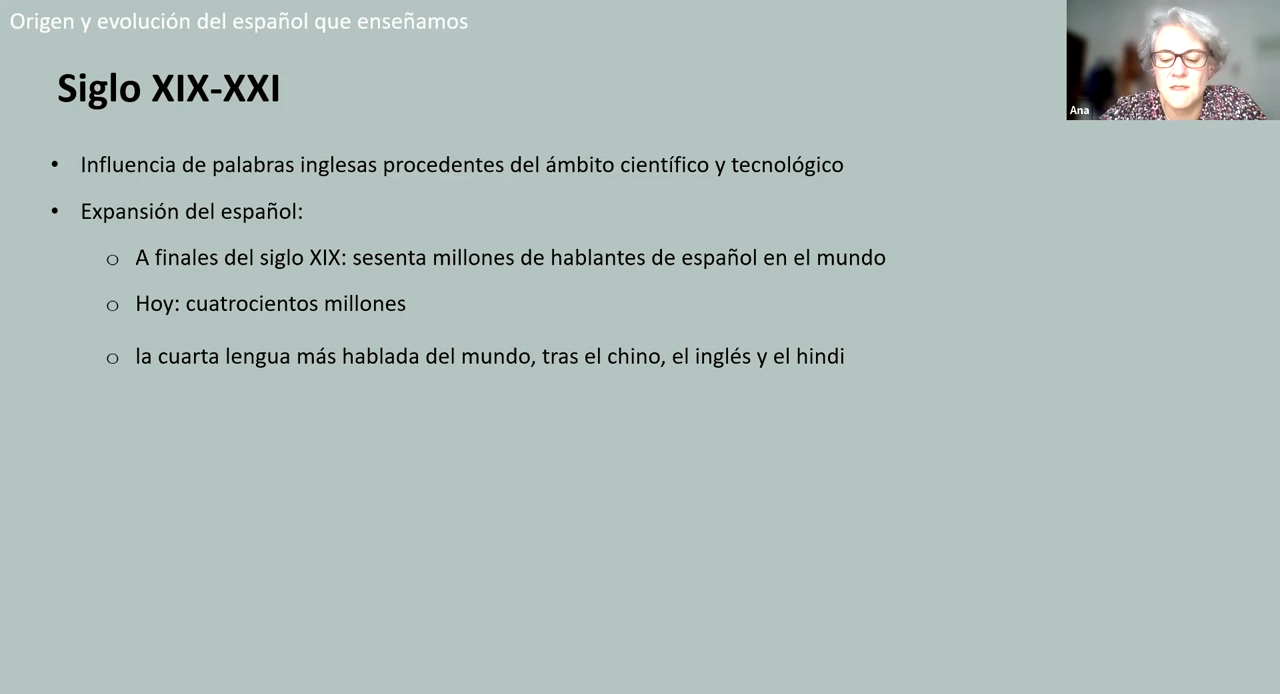 Origen y evolución del español que enseñamos
Ana
Siglo XIX-XXI
• Influencia de palabras inglesas procedentes del ámbito científico y tecnológico
• Expansión del español:
o A finales del siglo XIX: sesenta millones de hablantes de español en el mundo
o Hoy: cuatrocientos millones
o la cuarta lengua más hablada del mundo, tras el chino, el inglés y el hindi